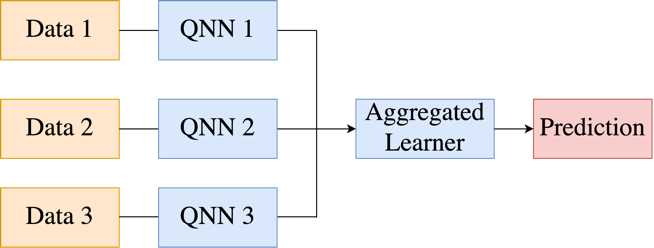 Data 1
QNN 1
Data 2
QNN 2
Aggregated
Learner
Prediction
Data 3
QNN 3